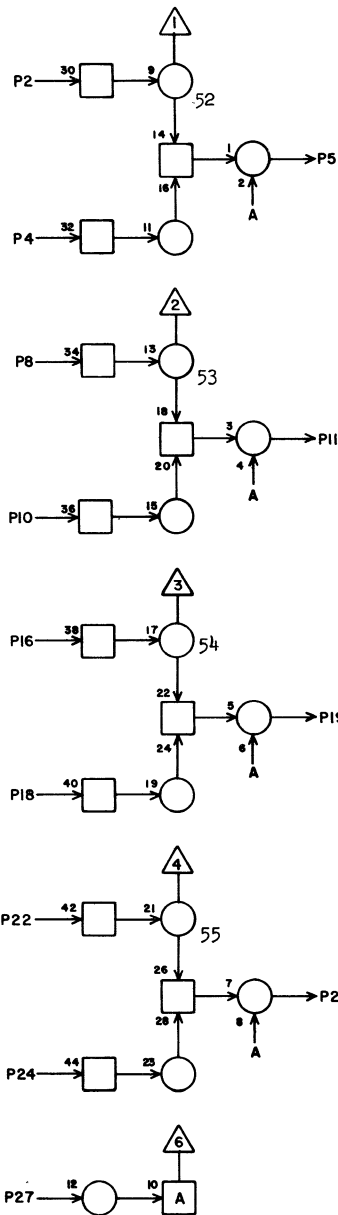 1
P2 30 9 52
14 1 P5
16 2
P4 32 11 A
2
P8 34 13 53
18 3 P11
20 4
P10 36 15 A
3
P16 38 17 54
22 5
24 6
P18 40 19 A
4
P22 42 21 55
26 7
28 8
P24 44 23 A
6
P27 12 10 A